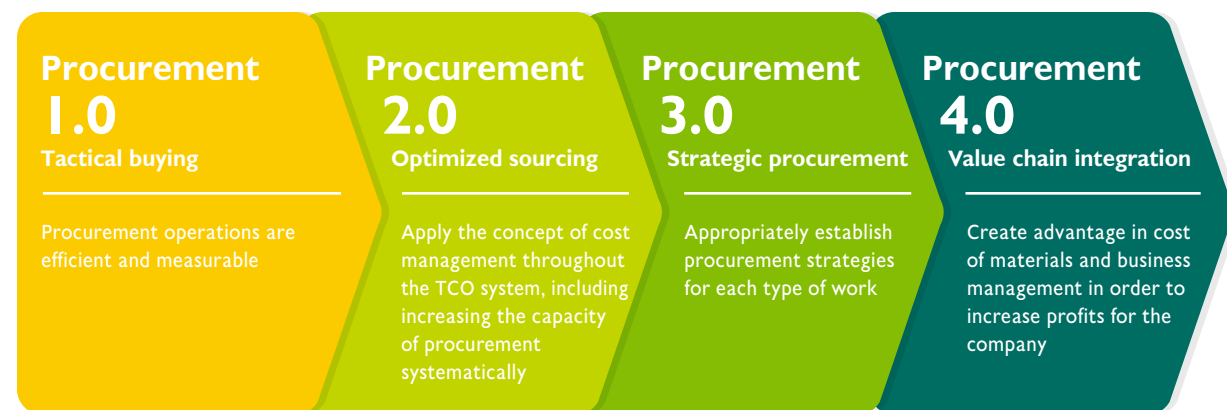 Procurement
1.0
Tactical buying
Procurement operations are
efficient and measurable
Procurement
2.0
Optimized sourcing
Apply the concept of cost
management throughout
the TCO system, including
increasing the capacity
of procurement
systematically
Procurement
3.0
Strategic procurement
Appropriately establish
procurement strategies
for each type of work
Procurement
4.0
Value chain integration
Create advantage in cost
of materials and business
management in order to
increase profits for the
company